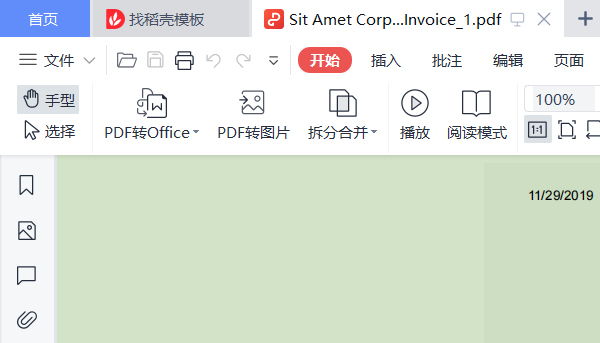 首页 找稻壳模板 Sit Amet Corp...Invoice_1.pdf
文件 开始 插入 批注 编辑 页面
手型
选择
PDF转Office PDF转图片 拆分合并 播放 阅读模式
100%
1:1
11/29/2019